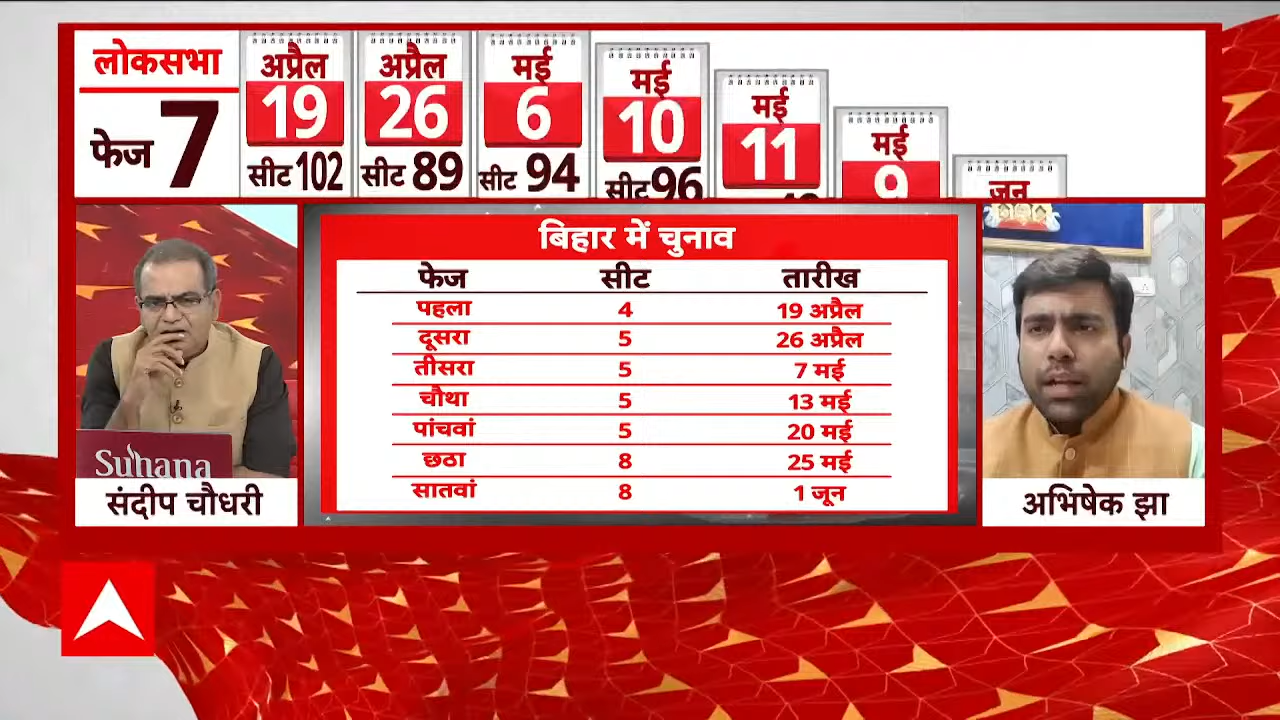 लोकसभा
फेज 7
अप्रैल 19 सीट 102
अप्रैल 26 सीट 89
मई 6 सीट 94
मई 10 सीट 96
मई 11
मई 9
जून
बिहार में चुनाव
फेज सीट तारीख
पहला 4 19 अप्रैल
दूसरा 5 26 अप्रैल
तीसरा 5 7 मई
चौथा 5 13 मई
पांचवां 5 20 मई
छठा 8 25 मई
सातवां 8 1 जून
Suhana
संदीप चौधरी
अभिषेक झा